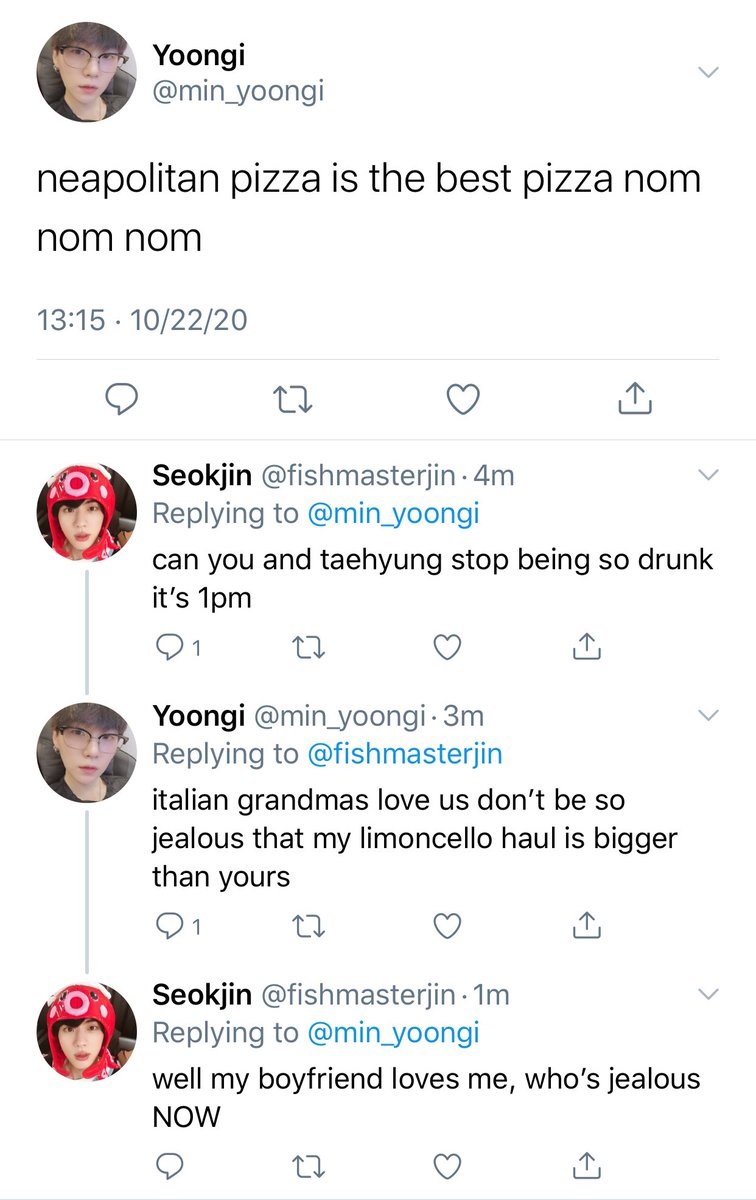 Yoongi
@min_yoongi
neapolitan pizza is the best pizza nom
nom nom
13:15 · 10/22/20
Seokjin @fishmasterjin · 4m
Replying to @min_yoongi
can you and taehyung stop being so drunk
it’s 1pm
1
Yoongi @min_yoongi · 3m
Replying to @fishmasterjin
italian grandmas love us don’t be so
jealous that my limoncello haul is bigger
than yours
1
Seokjin @fishmasterjin · 1m
Replying to @min_yoongi
well my boyfriend loves me, who’s jealous
NOW